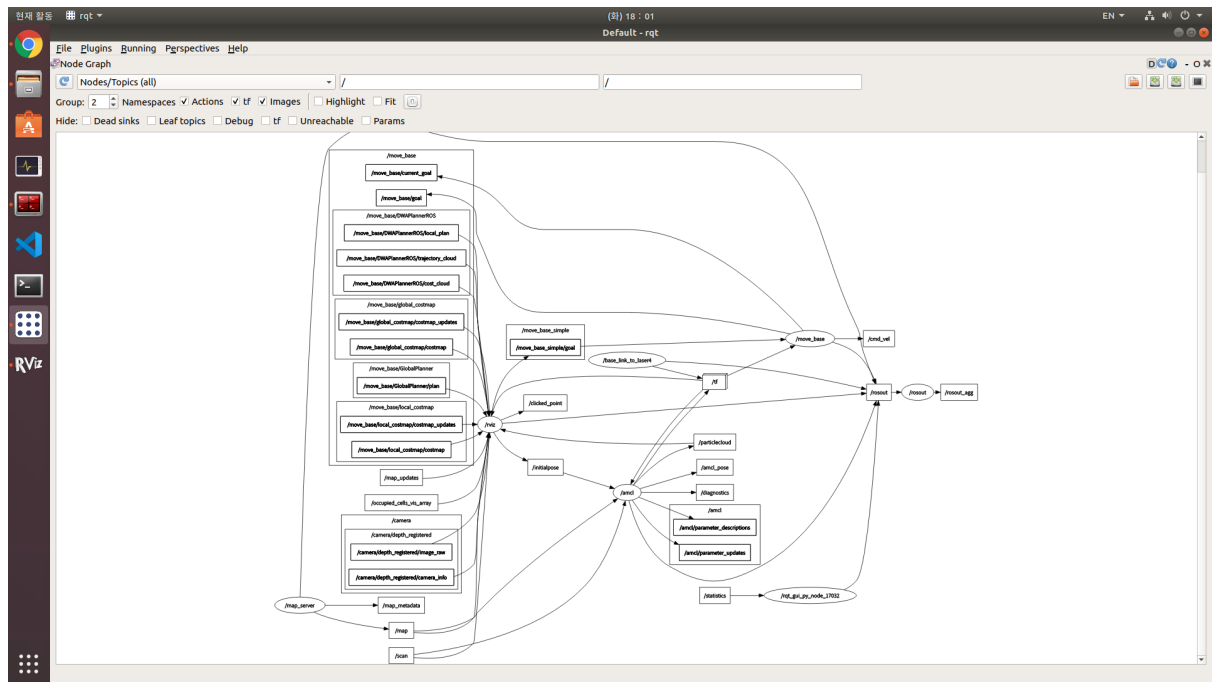 현재 활동 rqt (화) 18 : 01 EN
Default - rqt
File Plugins Running Perspectives Help
Node Graph D C - O
Nodes/Topics (all) / /
Group: 2 Namespaces Actions tf Images Highlight Fit
Hide: Dead sinks Leaf topics Debug tf Unreachable Params
/move_base
/move_base/current_goal
/move_base/goal
/move_base/DWAPlannerROS
/move_base/DWAPlannerROS/local_plan
/move_base/DWAPlannerROS/trajectory_cloud
/move_base/DWAPlannerROS/cost_cloud
/move_base/global_costmap
/move_base/global_costmap/costmap_updates
/move_base/global_costmap/costmap
/move_base/GlobalPlanner
/move_base/GlobalPlanner/plan
/move_base/local_costmap
/move_base/local_costmap/costmap_updates
/move_base/local_costmap/costmap
/map_updates
/occupied_cells_vis_array
/camera
/camera/depth_registered
/camera/depth_registered/image_raw
/camera/depth_registered/camera_info
/map_server
/map_metadata
/map
/scan
/rviz
/move_base_simple
/move_base_simple/goal
/clicked_point
/initialpose
/base_link_to_laser4
/tf
/particlecloud
/amcl_pose
/amcl
/diagnostics
/amcl
/amcl/parameter_descriptions
/amcl/parameter_updates
/statistics
/rqt_gui_py_node_17032
/move_base
/cmd_vel
/rosout
/rosout
/rosout_agg
RViz